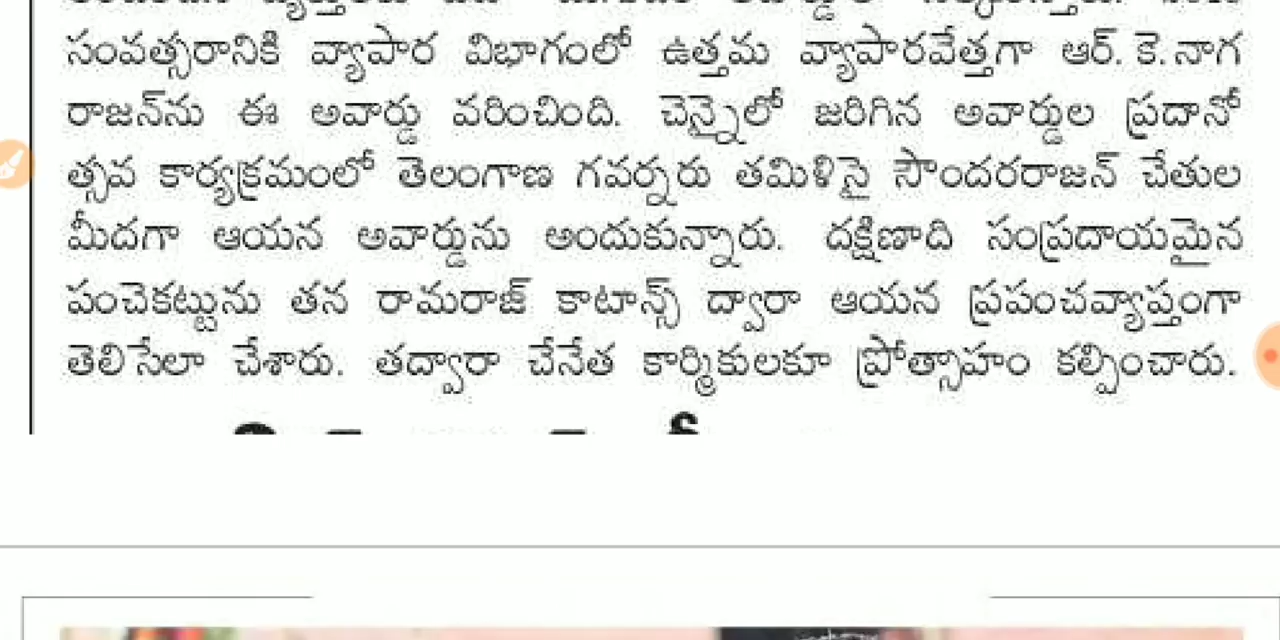 సంవత్సరానికి వ్యాపార విభాగంలో ఉత్తమ వ్యాపారవేత్తగా ఆర్. కె. నాగ
రాజన్‌ను ఈ అవార్డు వరించింది. చెన్నైలో జరిగిన అవార్డుల ప్రదానో
త్సవ కార్యక్రమంలో తెలంగాణ గవర్నరు తమిళిసై సౌందరరాజన్ చేతుల
మీదగా ఆయన అవార్డును అందుకున్నారు. దక్షిణాది సంప్రదాయమైన
పంచెకట్టును తన రామరాజ్ కాటాన్స్ ద్వారా ఆయన ప్రపంచవ్యాప్తంగా
తెలిసేలా చేశారు. తద్వారా చేనేత కార్మికులకూ ప్రోత్సాహం కల్పించారు.